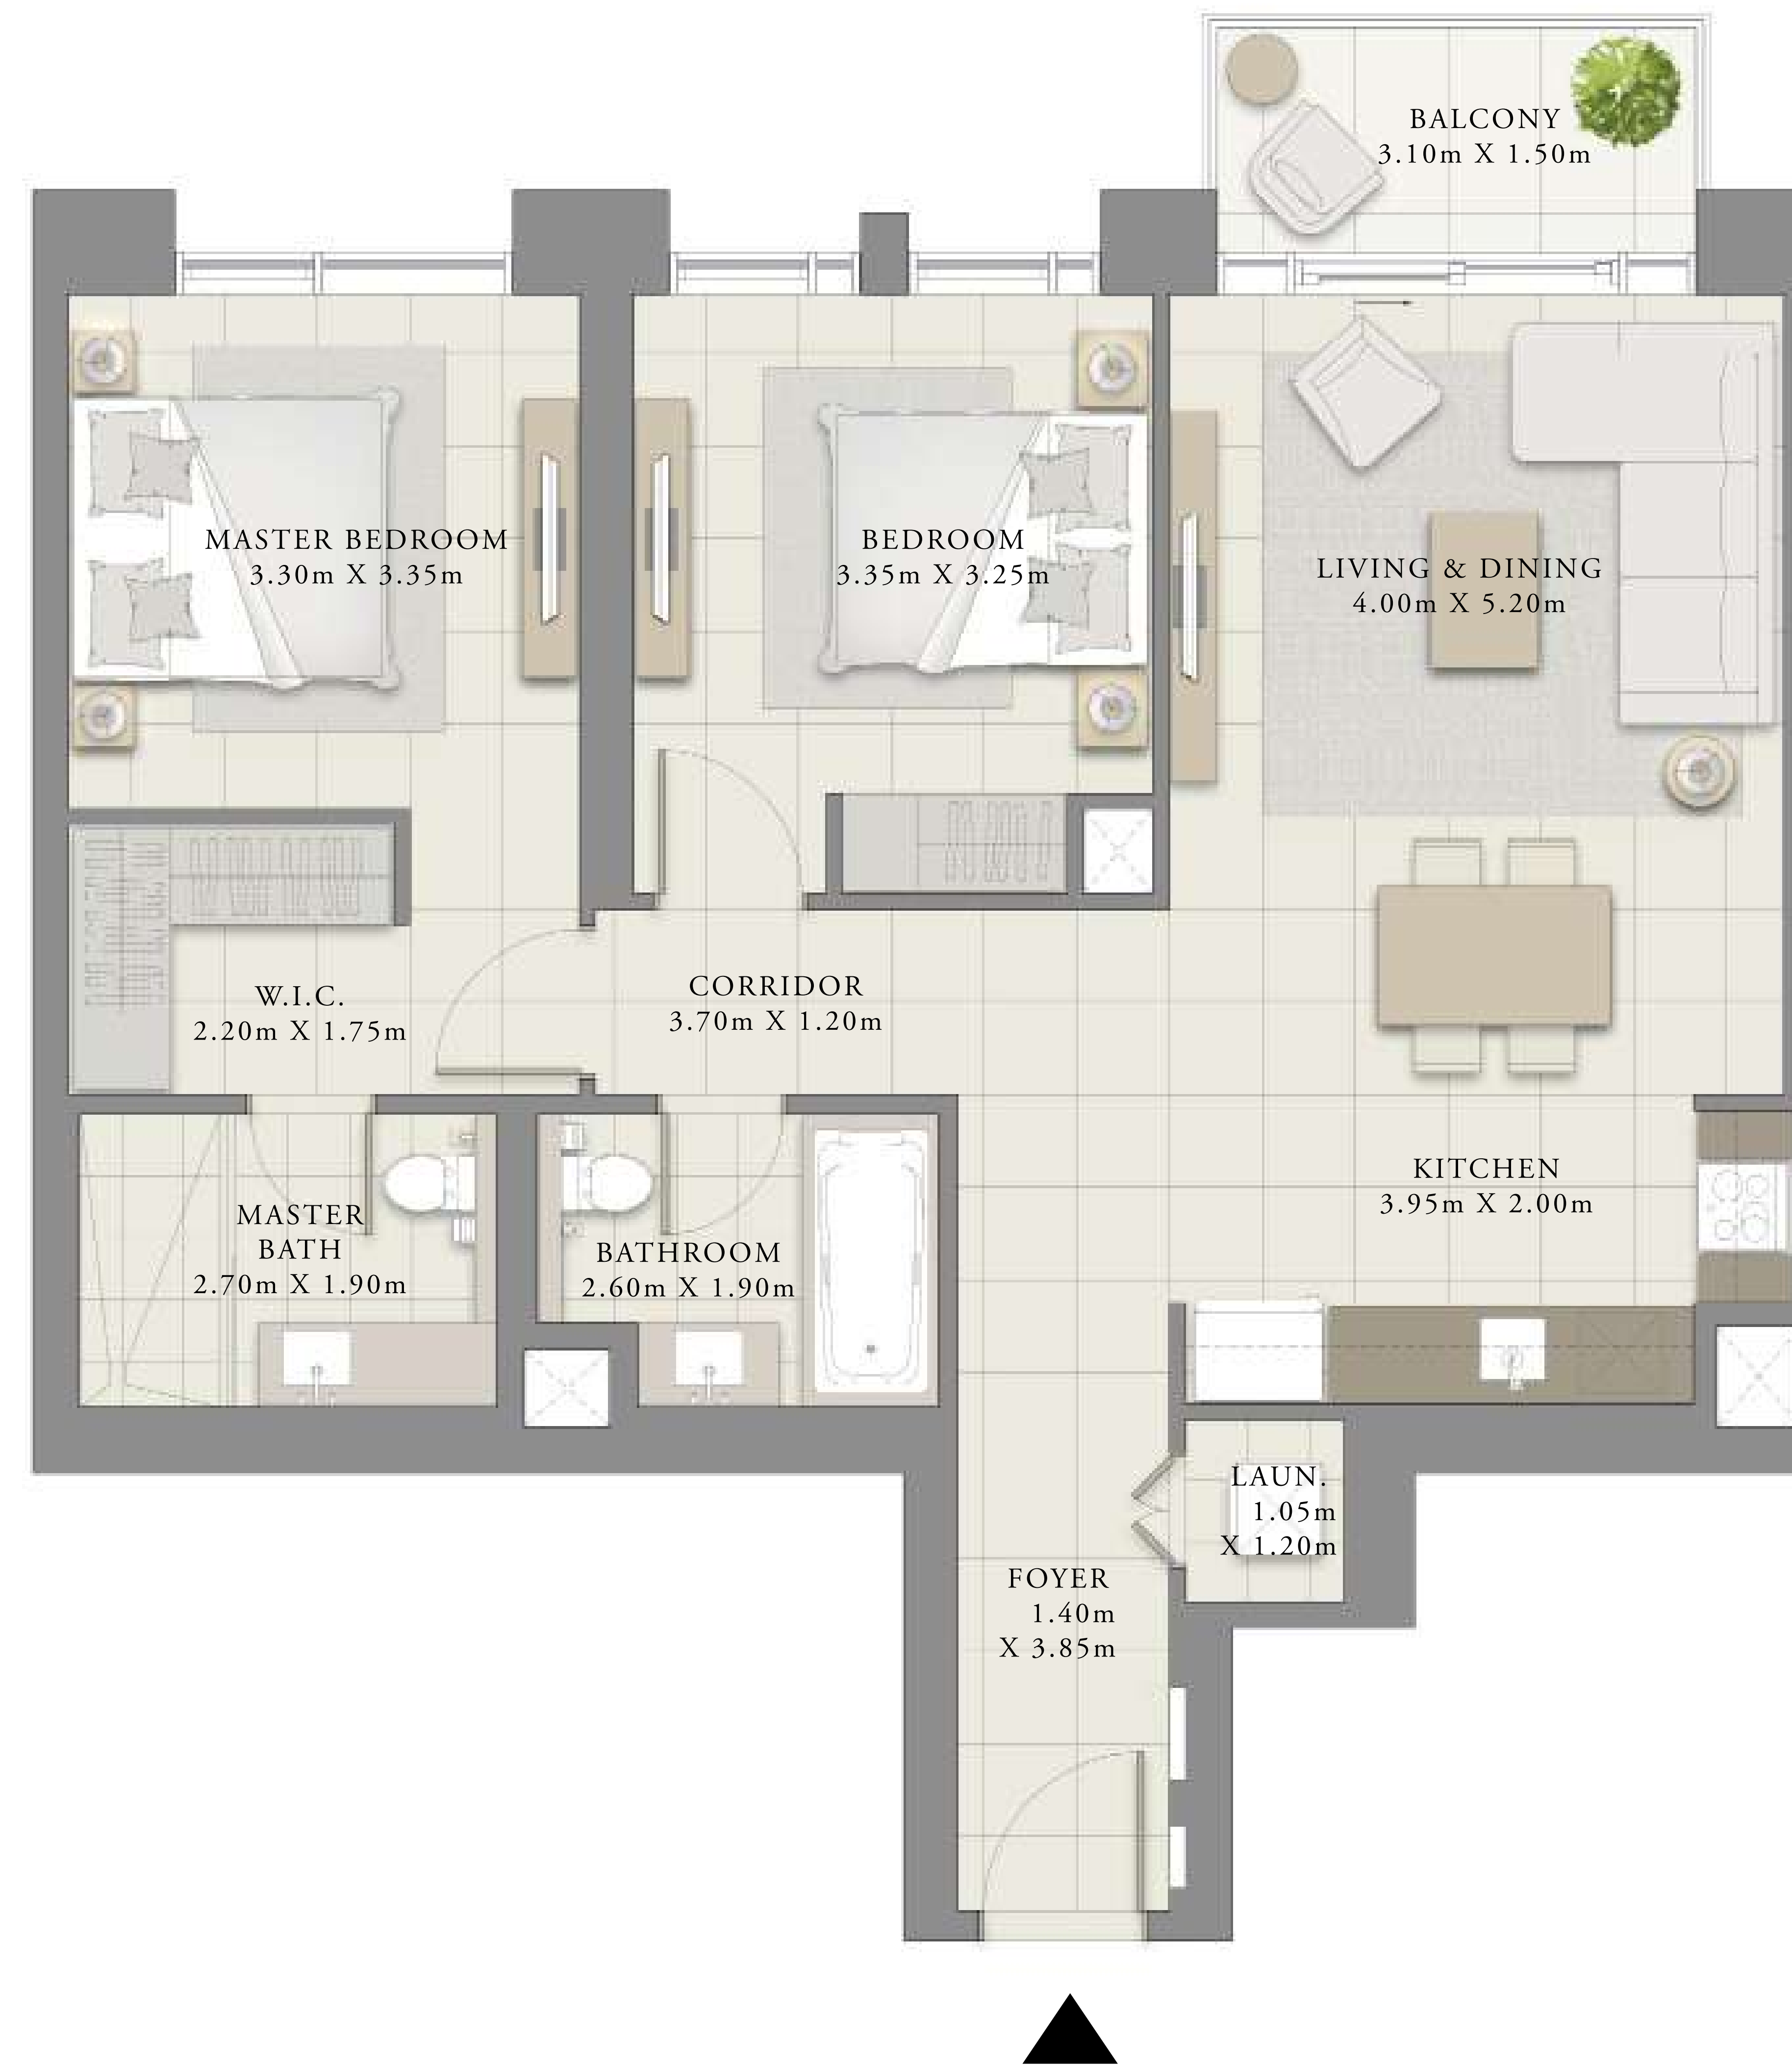 BALCONY
3.10m X 1.50m
MASTER BEDROOM
3.30m X 3.35m
BEDROOM
3.35m X 3.25m
LIVING & DINING
4.00m X 5.20m
W.I.C.
2.20m X 1.75m
CORRIDOR
3.70m X 1.20m
KITCHEN
3.95m X 2.00m
MASTER
BATH
2.70m X 1.90m
BATHROOM
2.60m X 1.90m
LAUN.
1.05m
X 1.20m
FOYER
1.40m
X 3.85m